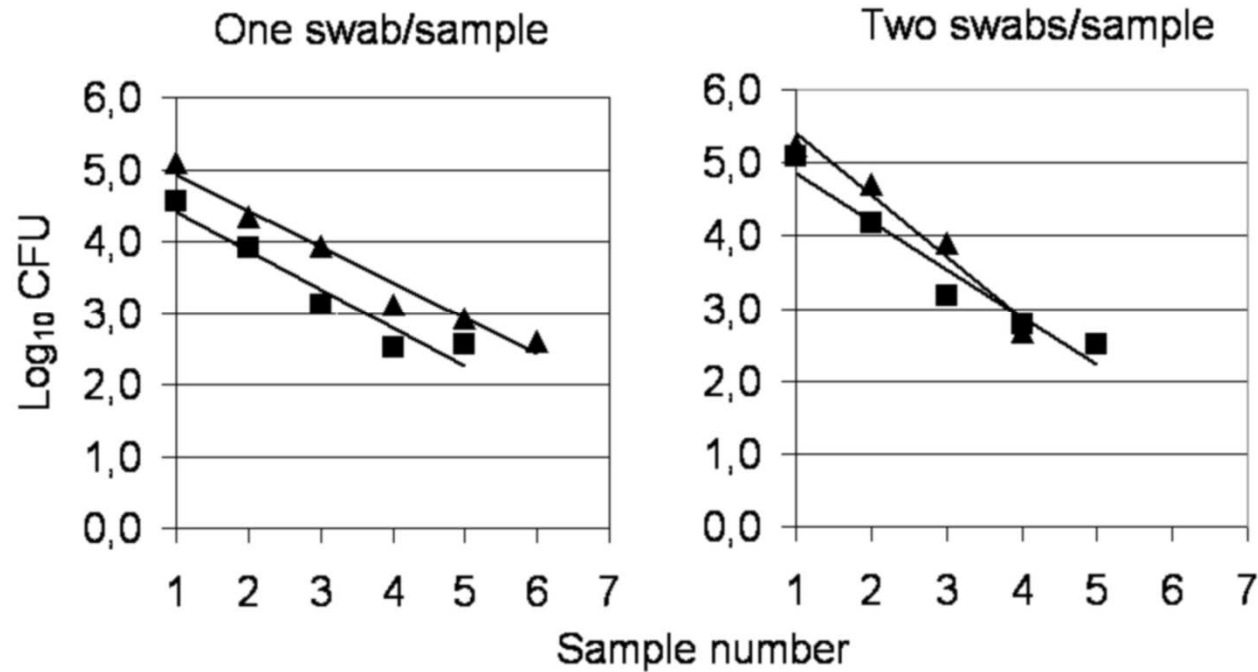 One swab/sample
Two swabs/sample
Log₁₀ CFU
6,0
5,0
4,0
3,0
2,0
1,0
0,0
1 2 3 4 5 6 7
6,0
5,0
4,0
3,0
2,0
1,0
0,0
1 2 3 4 5 6 7
Sample number